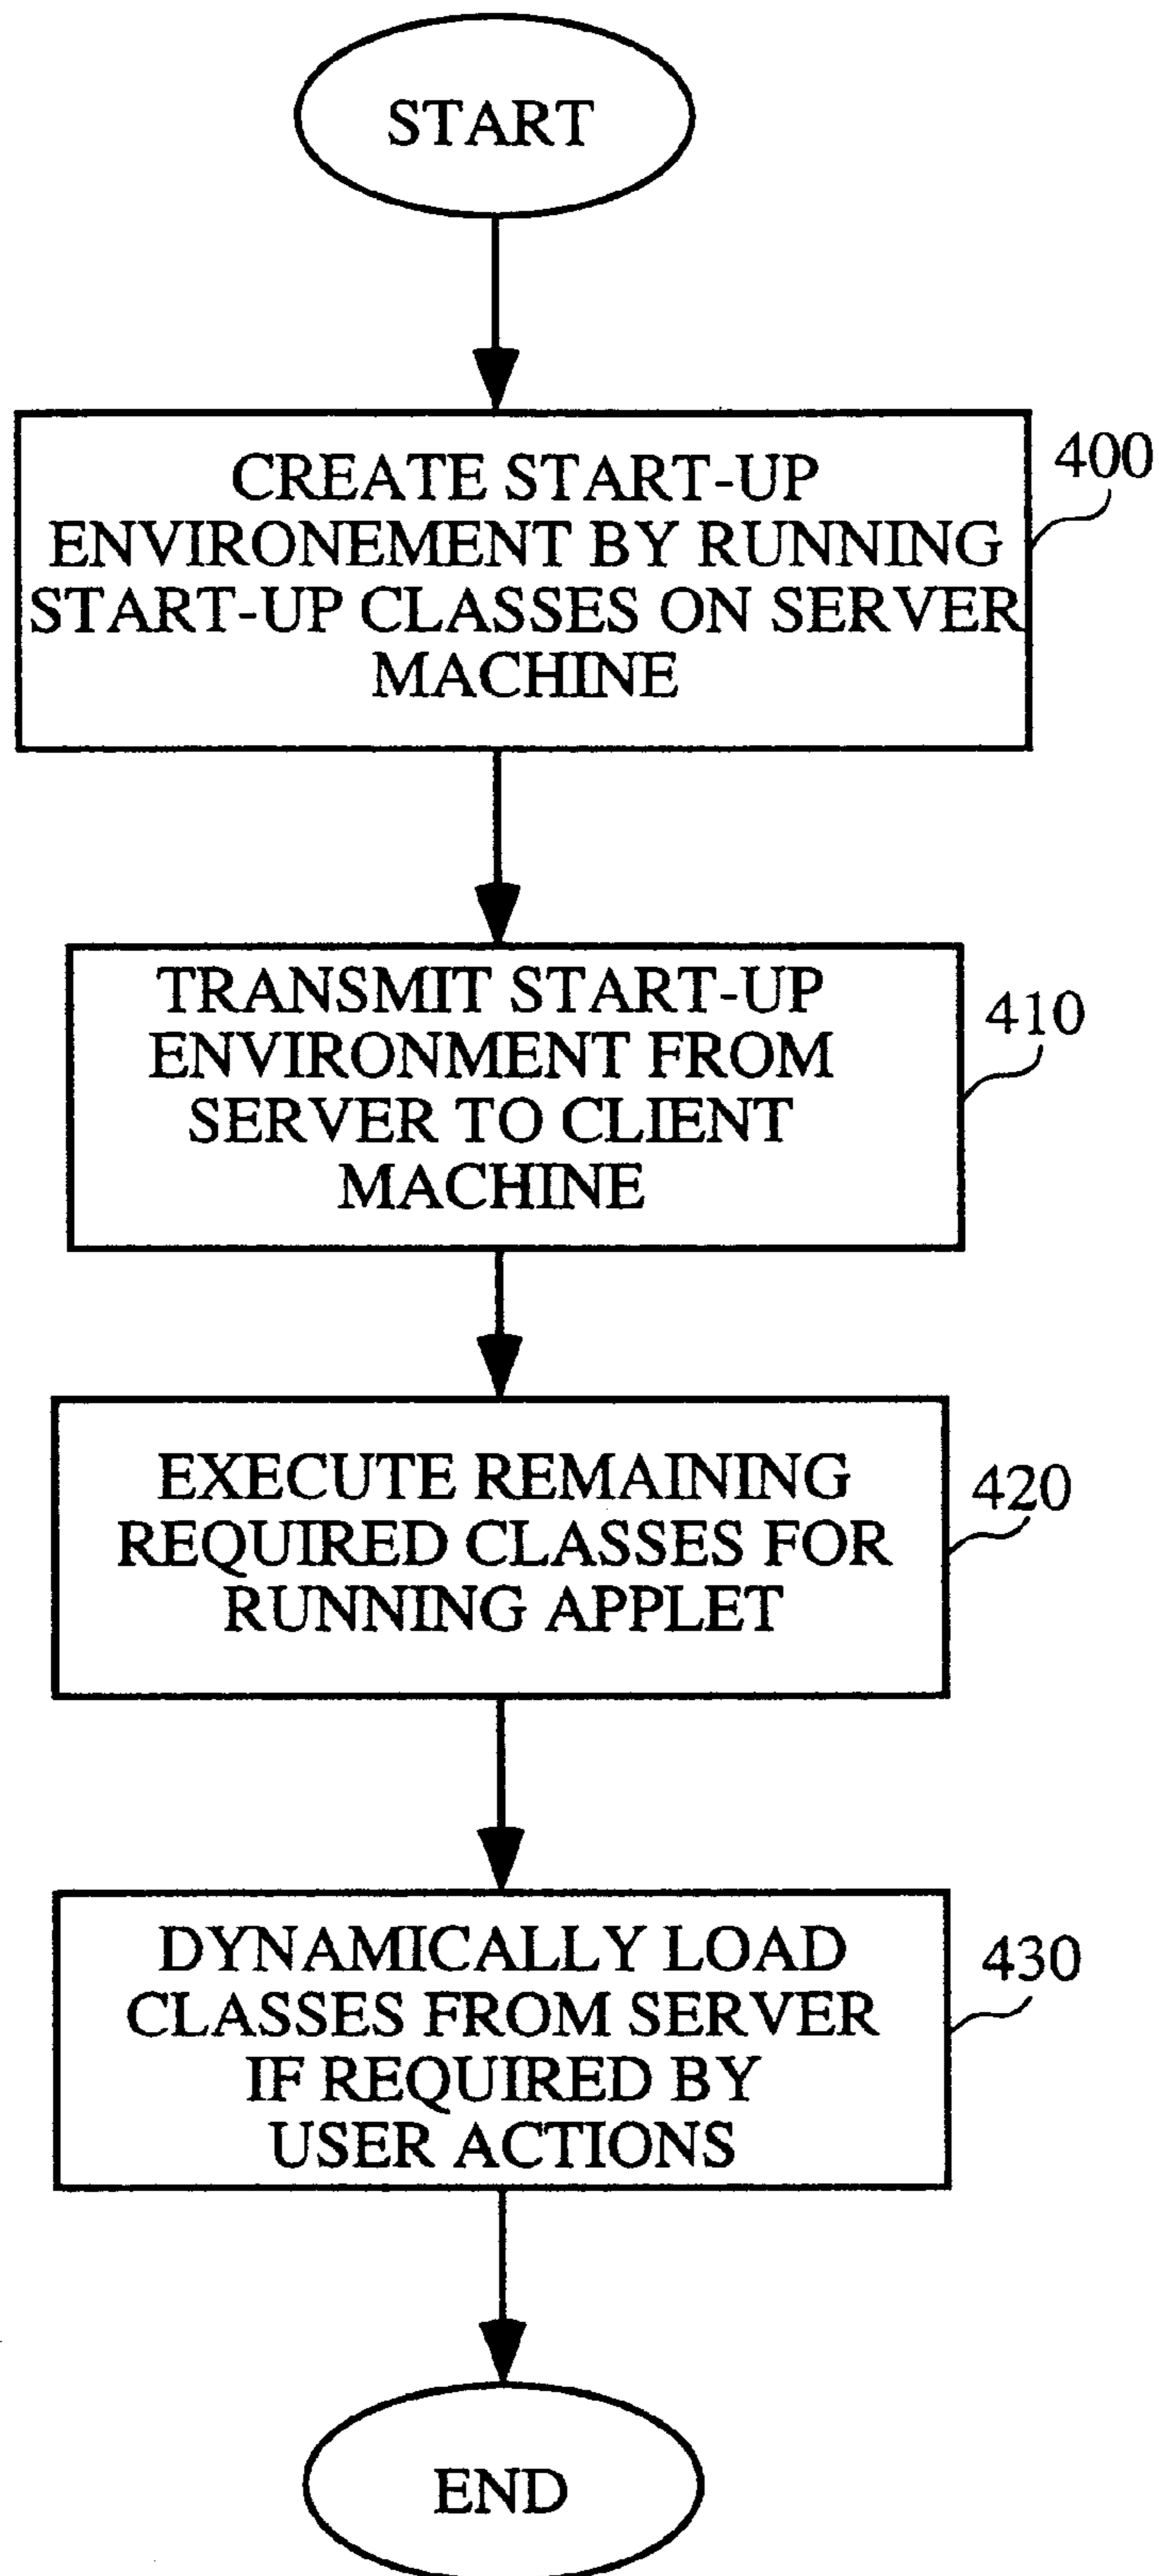 START
400
CREATE START-UP
ENVIRONEMENT BY RUNNING
START-UP CLASSES ON SERVER
MACHINE
410
TRANSMIT START-UP
ENVIRONMENT FROM
SERVER TO CLIENT
MACHINE
420
EXECUTE REMAINING
REQUIRED CLASSES FOR
RUNNING APPLET
430
DYNAMICALLY LOAD
CLASSES FROM SERVER
IF REQUIRED BY
USER ACTIONS
END